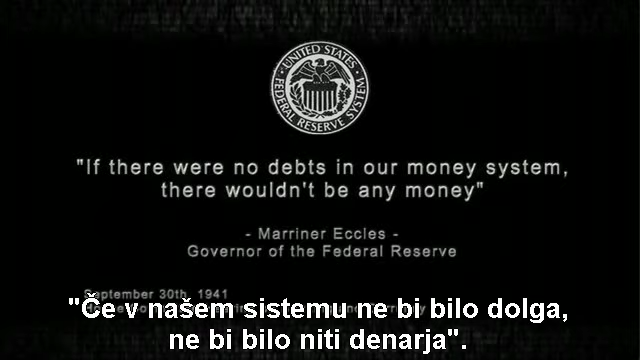 UNITED STATES
FEDERAL RESERVE SYSTEM
"If there were no debts in our money system,
there wouldn't be any money"
- Marriner Eccles -
Governor of the Federal Reserve
September 30th, 1941
"Če v našem sistemu ne bi bilo dolga,
ne bi bilo niti denarja".